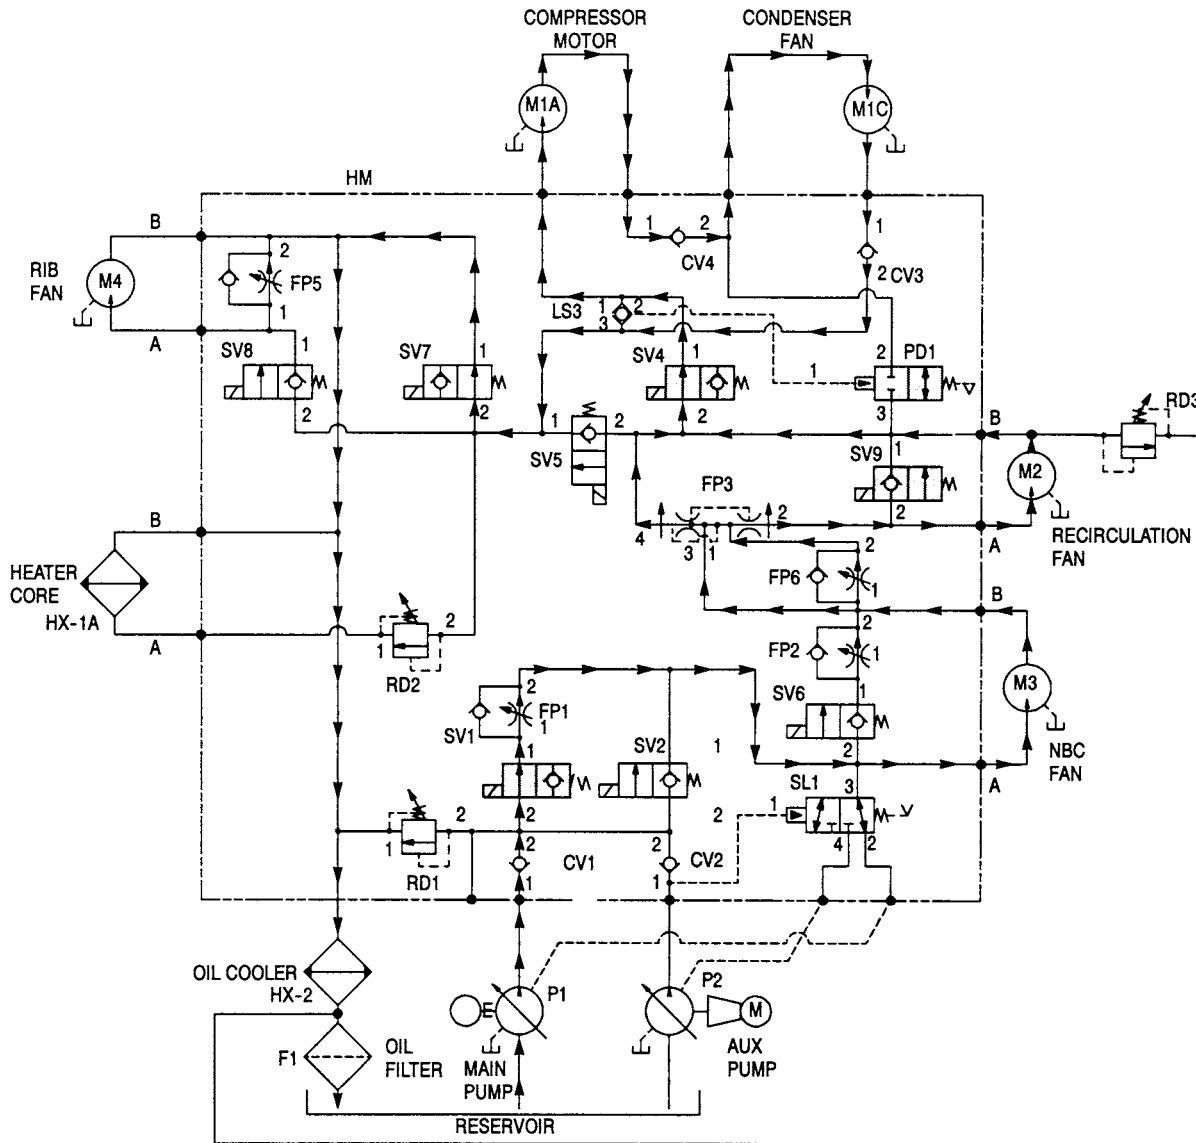 COMPRESSOR
MOTOR
CONDENSER
FAN
M1A
M1C
HM
B
1
2
CV4
1
2
CV3
RIB
FAN
M4
2
FP5
1
A
LS3
1
2
3
SV8
1
2
SV7
1
2
SV4
1
2
1
2
PD1
3
B
RD3
1
SV5
2
SV9
1
2
M2
FP3
4
3
1
2
A
RECIRCULATION
FAN
B
HEATER
CORE
HX-1A
A
1
RD2
2
2
FP6
1
B
2
FP2
1
M3
NBC
FAN
A
SV1
2
FP1
1
1
2
SV2
1
2
SV6
1
2
SL1
3
1
4
2
1
RD1
2
2
CV1
1
2
CV2
1
OIL COOLER
HX-2
P1
P2
E
M
F1
OIL
FILTER
MAIN
PUMP
AUX
PUMP
RESERVOIR